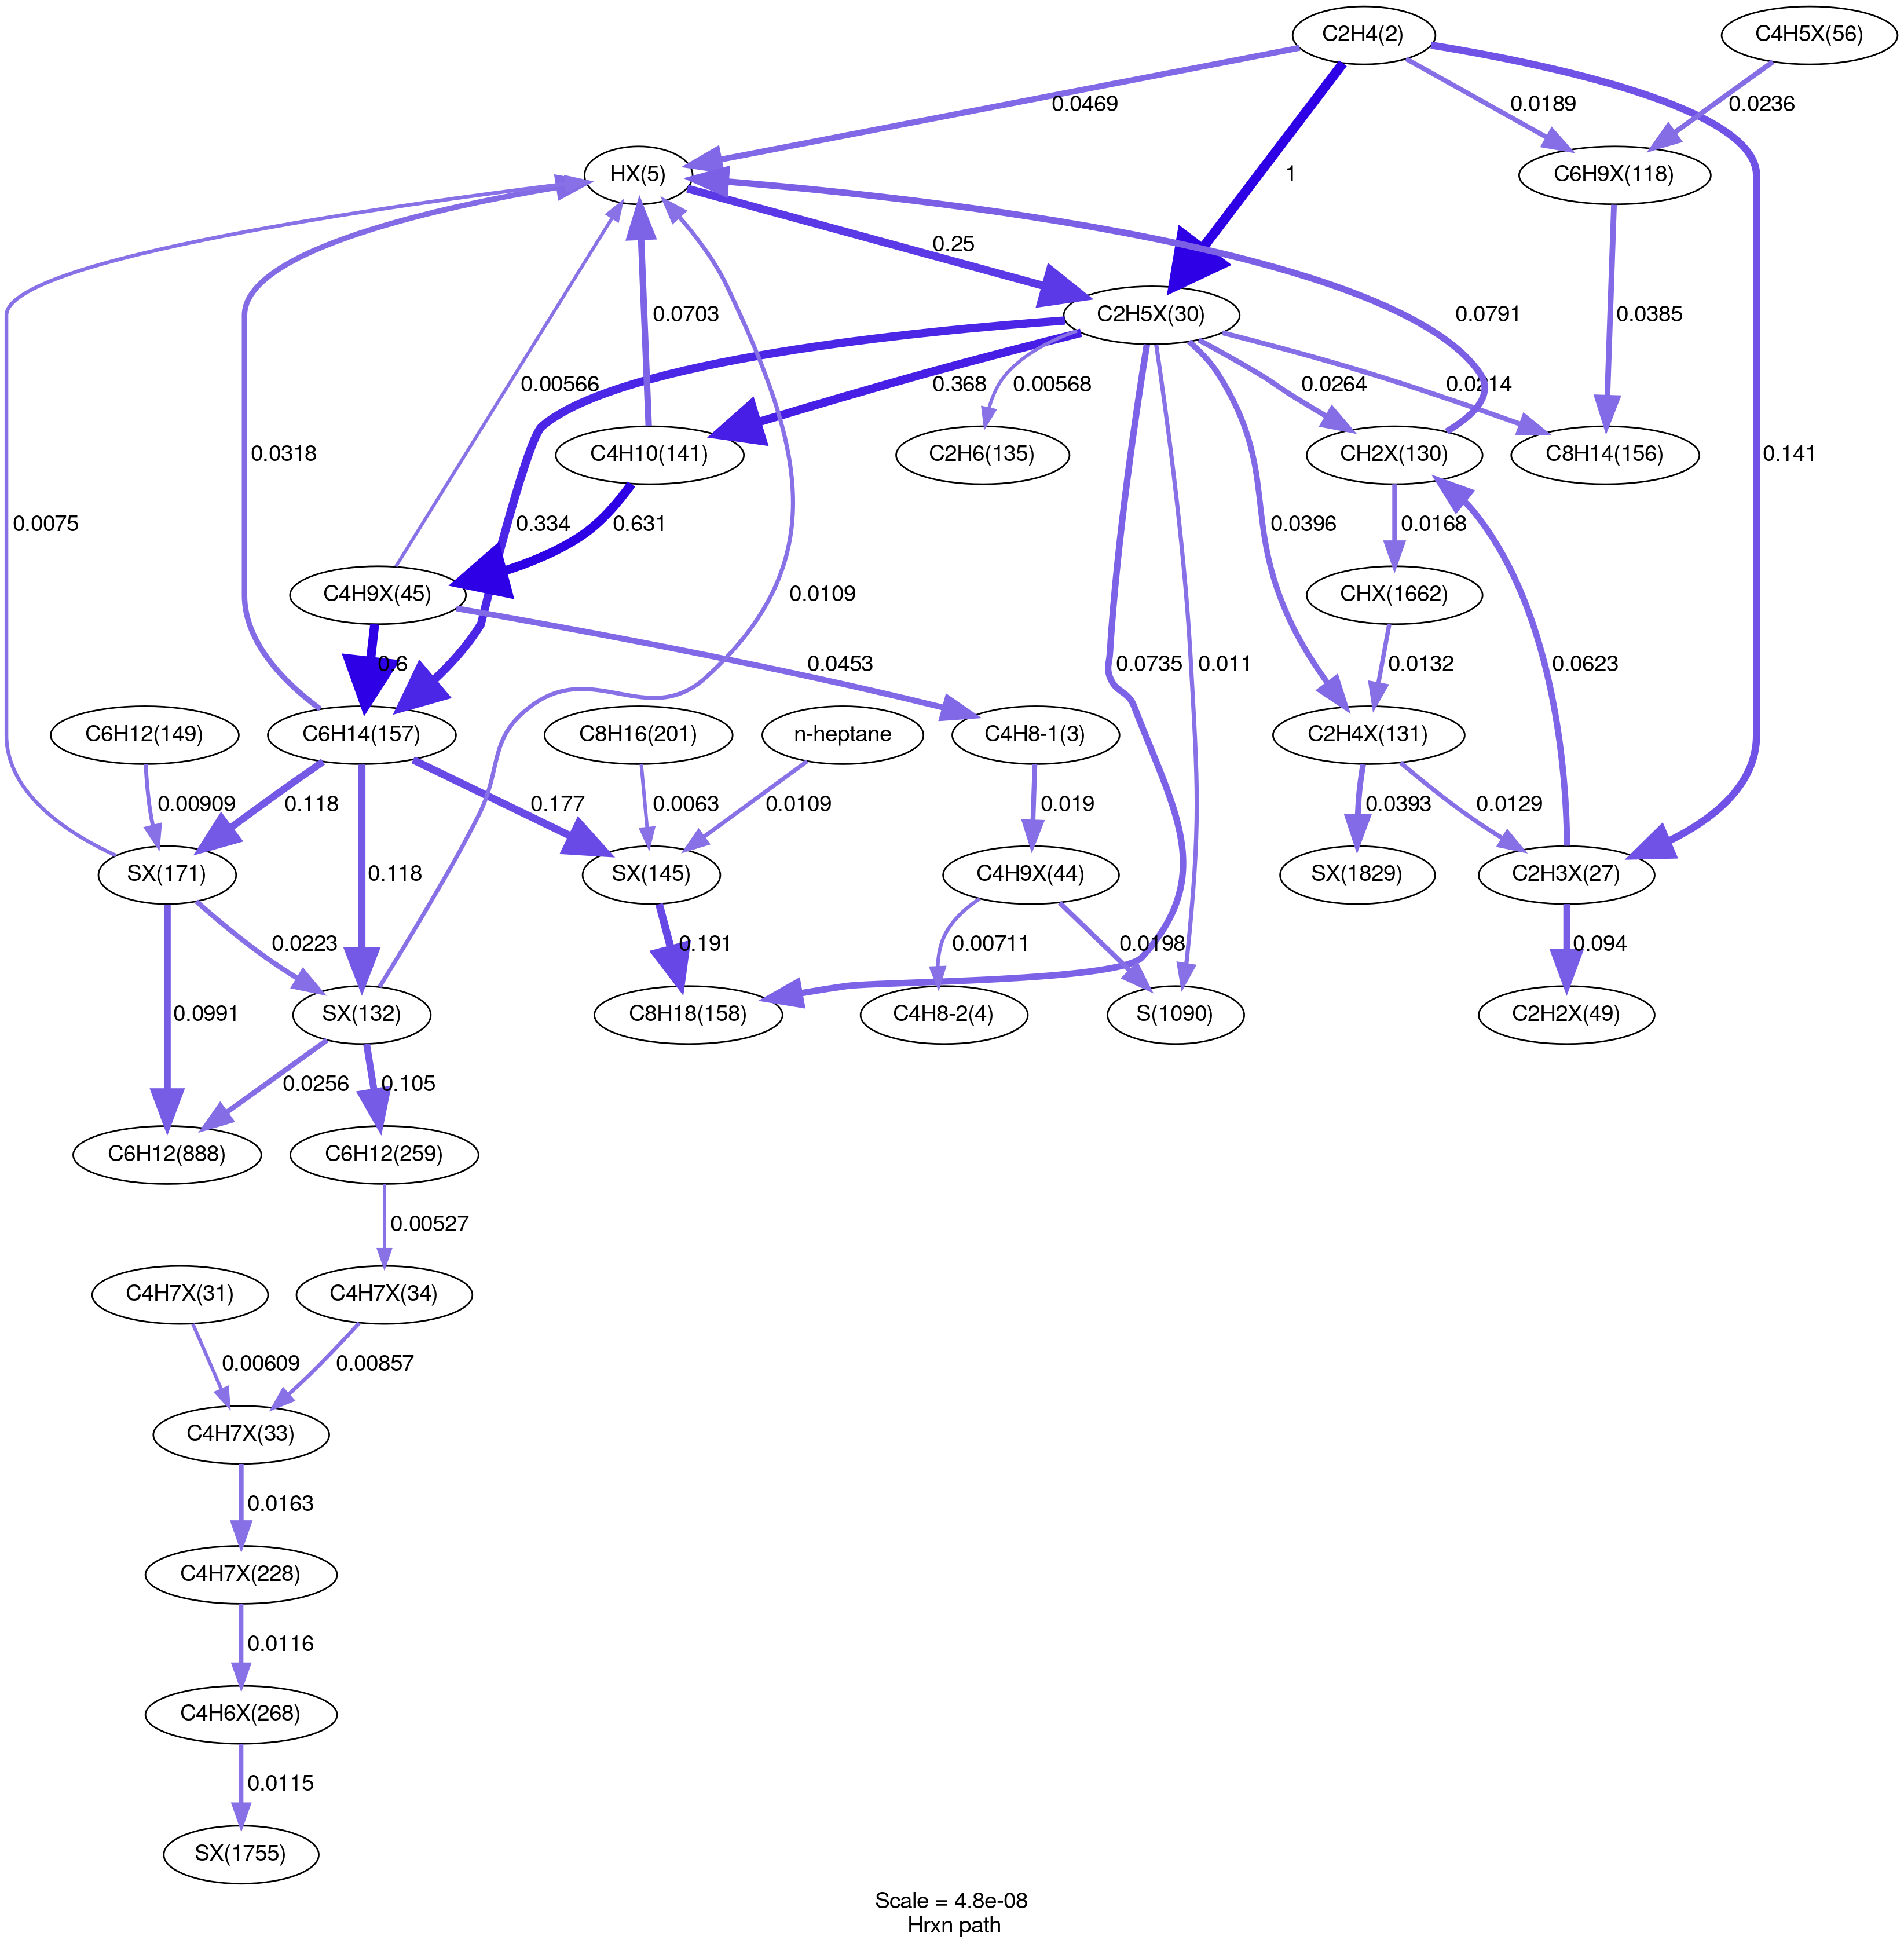 C2H4(2)
C4H5X(56)
0.0469
0.0189
0.0236
1
HX(5)
C6H9X(118)
0.25
C2H5X(30)
0.0703
0.0791
0.0385
0.00566
0.368
0.00568
0.0264
0.0214
0.0318
C4H10(141)
C2H6(135)
CH2X(130)
C8H14(156)
0.141
0.0075
0.334
0.631
0.0396
0.0168
C4H9X(45)
0.0109
CHX(1662)
0.6
0.0453
0.0735
0.011
0.0132
0.0623
C6H12(149)
C6H14(157)
C8H16(201)
n-heptane
C4H8-1(3)
C2H4X(131)
0.00909
0.118
0.118
0.177
0.0063
0.0109
0.019
0.0393
0.0129
SX(171)
SX(145)
C4H9X(44)
SX(1829)
C2H3X(27)
0.0991
0.0223
0.191
0.00711
0.0198
0.094
SX(132)
C8H18(158)
C4H8-2(4)
S(1090)
C2H2X(49)
0.0256
0.105
C6H12(888)
C6H12(259)
0.00527
C4H7X(31)
C4H7X(34)
0.00609
0.00857
C4H7X(33)
0.0163
C4H7X(228)
0.0116
C4H6X(268)
0.0115
SX(1755)
Scale = 4.8e-08
Hrxn path